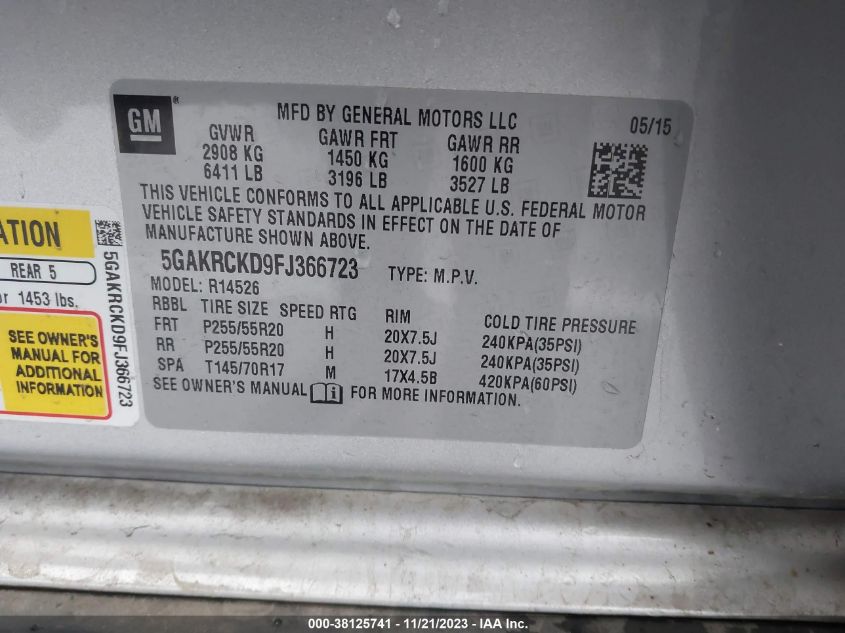 GM
®
MFD BY GENERAL MOTORS LLC
05/15
GVWR GAWR FRT GAWR RR
2908 KG 1450 KG 1600 KG
6411 LB 3196 LB 3527 LB
THIS VEHICLE CONFORMS TO ALL APPLICABLE U.S. FEDERAL MOTOR
VEHICLE SAFETY STANDARDS IN EFFECT ON THE DATE OF
MANUFACTURE SHOWN ABOVE.
5GAKRCKD9FJ366723 TYPE: M.P.V.
MODEL: R14526
RBBL TIRE SIZE SPEED RTG RIM COLD TIRE PRESSURE
FRT P255/55R20 H 20X7.5J 240KPA(35PSI)
RR P255/55R20 H 20X7.5J 240KPA(35PSI)
SPA T145/70R17 M 17X4.5B 420KPA(60PSI)
SEE OWNER'S MANUAL FOR MORE INFORMATION.
REAR 5
1453 lbs.
SEE OWNER'S
MANUAL FOR
ADDITIONAL
INFORMATION
5GAKRCKD9FJ366723
000-38125741 - 11/21/2023 - IAA Inc.